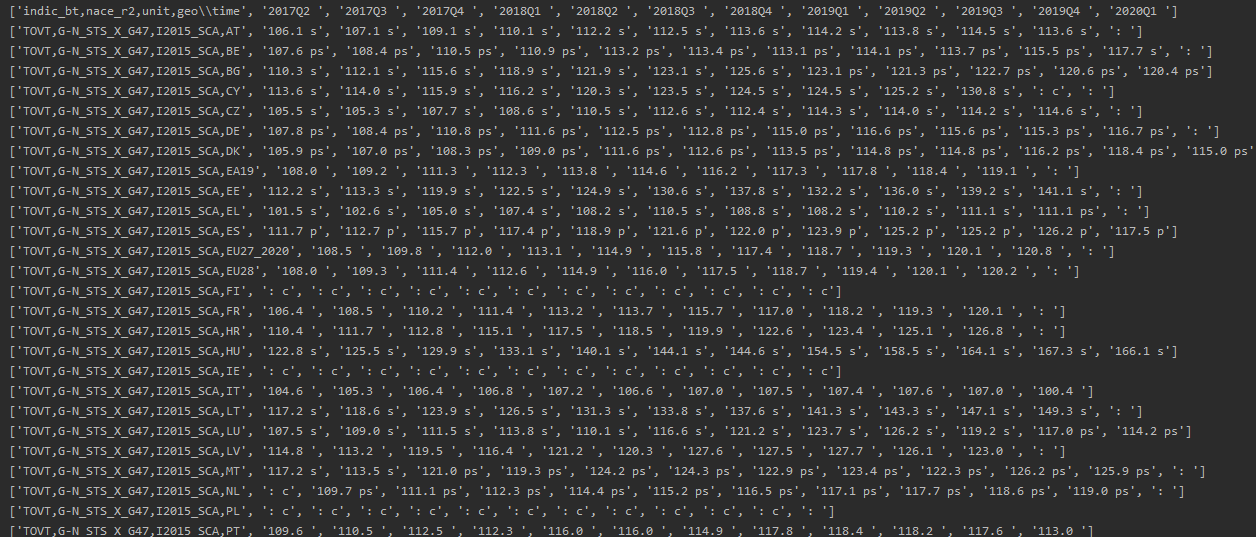 ['indic_bt,nace_r2,unit,geo\\time', '2017Q2 ', '2017Q3 ', '2017Q4 ', '2018Q1 ', '2018Q2 ', '2018Q3 ', '2018Q4 ', '2019Q1 ', '2019Q2 ', '2019Q3 ', '2019Q4 ', '2020Q1 ']
['TOVT,G-N_STS_X_G47,I2015_SCA,AT', '106.1 s', '107.1 s', '109.1 s', '110.1 s', '112.2 s', '112.5 s', '113.6 s', '114.2 s', '113.8 s', '114.5 s', '113.6 s', ': ']
['TOVT,G-N_STS_X_G47,I2015_SCA,BE', '107.6 ps', '108.4 ps', '110.5 ps', '110.9 ps', '113.2 ps', '113.4 ps', '113.1 ps', '114.1 ps', '113.7 ps', '115.5 ps', '117.7 s', ': ']
['TOVT,G-N_STS_X_G47,I2015_SCA,BG', '110.3 s', '112.1 s', '115.6 s', '118.9 s', '121.9 s', '123.1 s', '125.6 s', '123.1 ps', '121.3 ps', '122.7 ps', '120.6 ps', '120.4 ps']
['TOVT,G-N_STS_X_G47,I2015_SCA,CY', '113.6 s', '114.0 s', '115.9 s', '116.2 s', '120.3 s', '123.5 s', '124.5 s', '124.5 s', '125.2 s', '130.8 s', ': c', ': ']
['TOVT,G-N_STS_X_G47,I2015_SCA,CZ', '105.5 s', '105.3 s', '107.7 s', '108.6 s', '110.5 s', '112.6 s', '112.4 s', '114.3 s', '114.0 s', '114.2 s', '114.6 s', ': ']
['TOVT,G-N_STS_X_G47,I2015_SCA,DE', '107.8 ps', '108.4 ps', '110.8 ps', '111.6 ps', '112.5 ps', '112.8 ps', '115.0 ps', '116.6 ps', '115.6 ps', '115.3 ps', '116.7 ps', ': ']
['TOVT,G-N_STS_X_G47,I2015_SCA,DK', '105.9 ps', '107.0 ps', '108.3 ps', '109.0 ps', '111.6 ps', '112.6 ps', '113.5 ps', '114.8 ps', '114.8 ps', '116.2 ps', '118.4 ps', '115.0 ps'
['TOVT,G-N_STS_X_G47,I2015_SCA,EA19', '108.0 ', '109.2 ', '111.3 ', '112.3 ', '113.8 ', '114.6 ', '116.2 ', '117.3 ', '117.8 ', '118.4 ', '119.1 ', ': ']
['TOVT,G-N_STS_X_G47,I2015_SCA,EE', '112.2 s', '113.3 s', '119.9 s', '122.5 s', '124.9 s', '130.6 s', '137.8 s', '132.2 s', '136.0 s', '139.2 s', '141.1 s', ': ']
['TOVT,G-N_STS_X_G47,I2015_SCA,EL', '101.5 s', '102.6 s', '105.0 s', '107.4 s', '108.2 s', '110.5 s', '108.8 s', '108.2 s', '110.2 s', '111.1 s', '111.1 ps', ': ']
['TOVT,G-N_STS_X_G47,I2015_SCA,ES', '111.7 p', '112.7 p', '115.7 p', '117.4 p', '118.9 p', '121.6 p', '122.0 p', '123.9 p', '125.2 p', '125.2 p', '126.2 p', '117.5 p']
['TOVT,G-N_STS_X_G47,I2015_SCA,EU27_2020', '108.5 ', '109.8 ', '112.0 ', '113.1 ', '114.9 ', '115.8 ', '117.4 ', '118.7 ', '119.3 ', '120.1 ', '120.8 ', ': ']
['TOVT,G-N_STS_X_G47,I2015_SCA,EU28', '108.0 ', '109.3 ', '111.4 ', '112.6 ', '114.9 ', '116.0 ', '117.5 ', '118.7 ', '119.4 ', '120.1 ', '120.2 ', ': ']
['TOVT,G-N_STS_X_G47,I2015_SCA,FI', ': c', ': c', ': c', ': c', ': c', ': c', ': c', ': c', ': c', ': c', ': c', ': c']
['TOVT,G-N_STS_X_G47,I2015_SCA,FR', '106.4 ', '108.5 ', '110.2 ', '111.4 ', '113.2 ', '113.7 ', '115.7 ', '117.0 ', '118.2 ', '119.3 ', '120.1 ', ': ']
['TOVT,G-N_STS_X_G47,I2015_SCA,HR', '110.4 ', '111.7 ', '112.8 ', '115.1 ', '117.5 ', '118.5 ', '119.9 ', '122.6 ', '123.4 ', '125.1 ', '126.8 ', ': ']
['TOVT,G-N_STS_X_G47,I2015_SCA,HU', '122.8 s', '125.5 s', '129.9 s', '133.1 s', '140.1 s', '144.1 s', '144.6 s', '154.5 s', '158.5 s', '164.1 s', '167.3 s', '166.1 s']
['TOVT,G-N_STS_X_G47,I2015_SCA,IE', ': c', ': c', ': c', ': c', ': c', ': c', ': c', ': c', ': c', ': c', ': c', ': c']
['TOVT,G-N_STS_X_G47,I2015_SCA,IT', '104.6 ', '105.3 ', '106.4 ', '106.8 ', '107.2 ', '106.6 ', '107.0 ', '107.5 ', '107.4 ', '107.6 ', '107.0 ', '100.4 ']
['TOVT,G-N_STS_X_G47,I2015_SCA,LT', '117.2 s', '118.6 s', '123.9 s', '126.5 s', '131.3 s', '133.8 s', '137.6 s', '141.3 s', '143.3 s', '147.1 s', '149.3 s', ': ']
['TOVT,G-N_STS_X_G47,I2015_SCA,LU', '107.5 s', '109.0 s', '111.5 s', '113.8 s', '110.1 s', '116.6 s', '121.2 s', '123.7 s', '126.2 s', '119.2 s', '117.0 ps', '114.2 ps']
['TOVT,G-N_STS_X_G47,I2015_SCA,LV', '114.8 ', '113.2 ', '119.5 ', '116.4 ', '121.2 ', '120.3 ', '127.6 ', '127.5 ', '127.7 ', '126.1 ', '123.0 ', ': ']
['TOVT,G-N_STS_X_G47,I2015_SCA,MT', '117.2 s', '113.5 s', '121.0 ps', '119.3 ps', '124.2 ps', '124.3 ps', '122.9 ps', '123.4 ps', '122.3 ps', '126.2 ps', '125.9 ps', ': ']
['TOVT,G-N_STS_X_G47,I2015_SCA,NL', ': c', '109.7 ps', '111.1 ps', '112.3 ps', '114.4 ps', '115.2 ps', '116.5 ps', '117.1 ps', '117.7 ps', '118.6 ps', '119.0 ps', ': ']
['TOVT,G-N_STS_X_G47,I2015_SCA,PL', ': c', ': c', ': c', ': c', ': c', ': c', ': c', ': c', ': c', ': c', ': c', ': ']
['TOVT,G-N_STS_X_G47,I2015_SCA,PT', '109.6 ', '110.5 ', '112.5 ', '112.3 ', '116.0 ', '116.0 ', '114.9 ', '117.8 ', '118.4 ', '118.2 ', '117.6 ', '113.0 ']